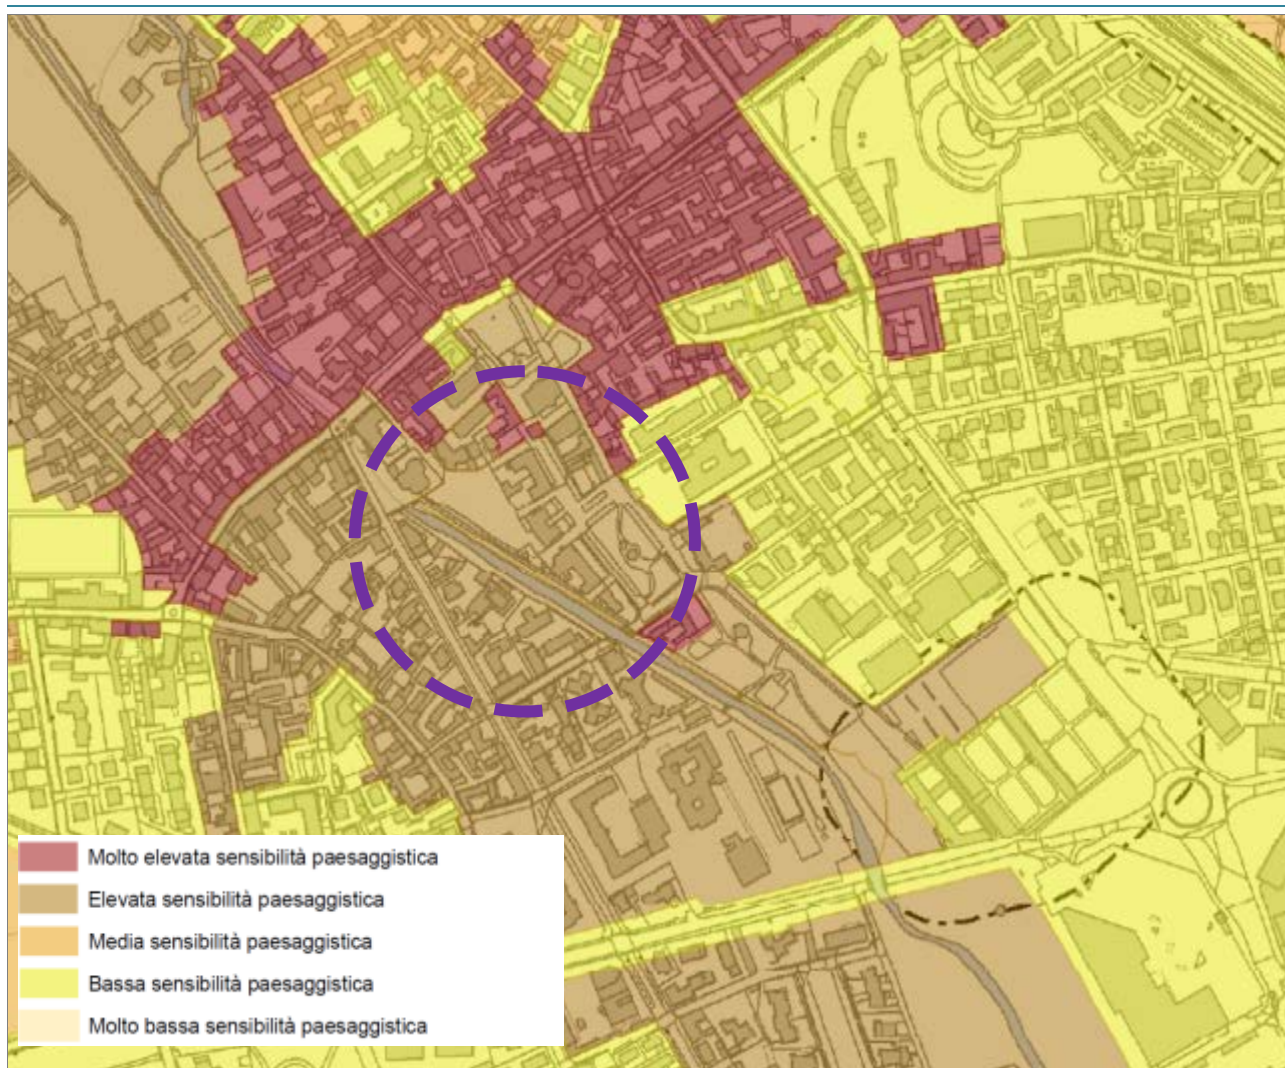 Molto elevata sensibilità paesaggistica
Elevata sensibilità paesaggistica
Media sensibilità paesaggistica
Bassa sensibilità paesaggistica
Molto bassa sensibilità paesaggistica